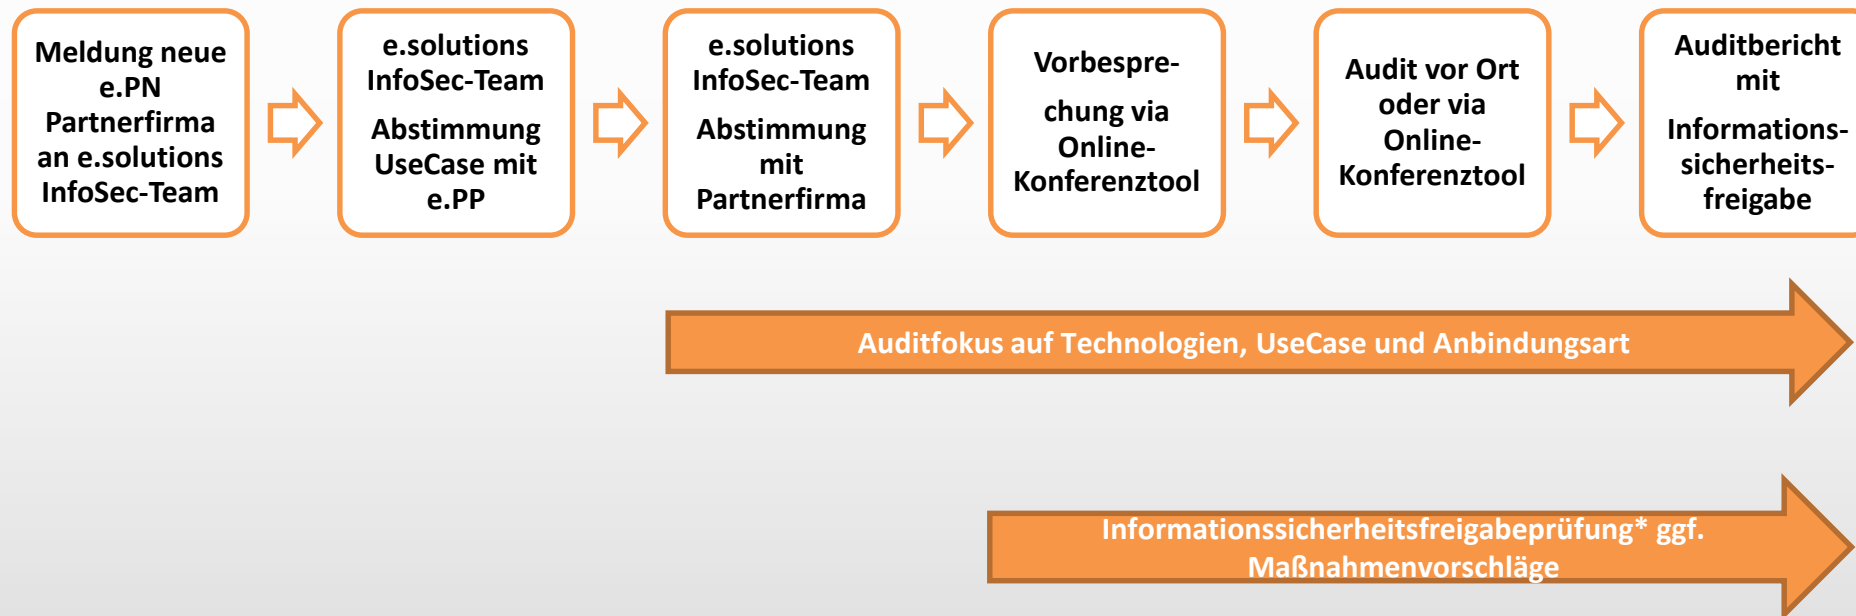 Meldung neue
e.PN
Partnerfirma
an e.solutions
InfoSec-Team
e.solutions
InfoSec-Team
Abstimmung
UseCase mit
e.PP
e.solutions
InfoSec-Team
Abstimmung
mit
Partnerfirma
Vorbespre-
chung via
Online-
Konferenztool
Audit vor Ort
oder via
Online-
Konferenztool
Auditbericht
mit
Informations-
sicherheits-
freigabe
Auditfokus auf Technologien, UseCase und Anbindungsart
Informationssicherheitsfreigabeprüfung* ggf.
Maßnahmenvorschläge